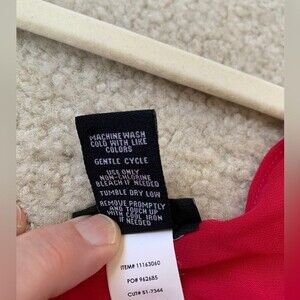 MACHINE WASH
COLD WITH LIKE
COLORS
GENTLE CYCLE
USE ONLY
NON-CHLORINE
BLEACH IF NEEDED
TUMBLE DRY LOW
REMOVE PROMPTLY
AND TOUCH UP
WITH COOL IRON
IF NEEDED
ITEM# 11163060
PO# 962685
CUT# 51-7344